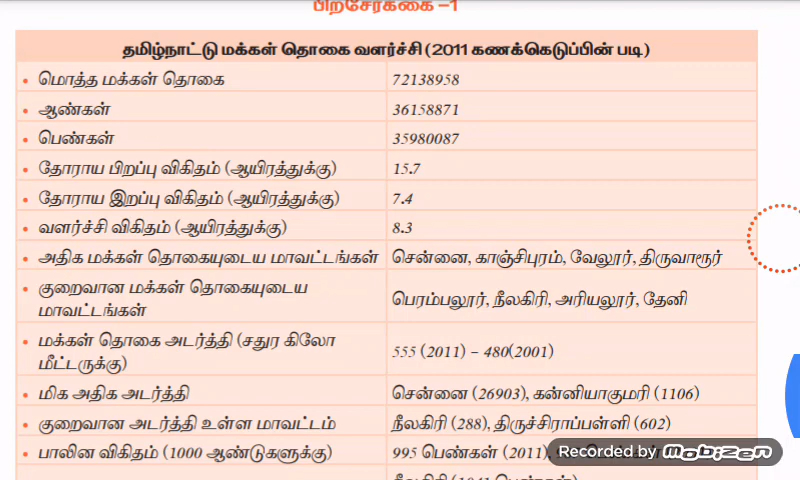 பிற்சேர்க்கை –1
தமிழ்நாட்டு மக்கள் தொகை வளர்ச்சி (2011 கணக்கெடுப்பின் படி)
• மொத்த மக்கள் தொகை 72138958
• ஆண்கள் 36158871
• பெண்கள் 35980087
• தோராய பிறப்பு விகிதம் (ஆயிரத்துக்கு) 15.7
• தோராய இறப்பு விகிதம் (ஆயிரத்துக்கு) 7.4
• வளர்ச்சி விகிதம் (ஆயிரத்துக்கு) 8.3
• அதிக மக்கள் தொகையுடைய மாவட்டங்கள் சென்னை, காஞ்சிபுரம், வேலூர், திருவாரூர்
• குறைவான மக்கள் தொகையுடைய
மாவட்டங்கள் பெரம்பலூர், நீலகிரி, அரியலூர், தேனி
• மக்கள் தொகை அடர்த்தி (சதுர கிலோ
மீட்டருக்கு) 555 (2011) – 480(2001)
• மிக அதிக அடர்த்தி சென்னை (26903), கன்னியாகுமரி (1106)
• குறைவான அடர்த்தி உள்ள மாவட்டம் நீலகிரி (288), திருச்சிராப்பள்ளி (602)
• பாலின விகிதம் (1000 ஆண்டுகளுக்கு) 995 பெண்கள் (2011),
Recorded by MOBIZEN